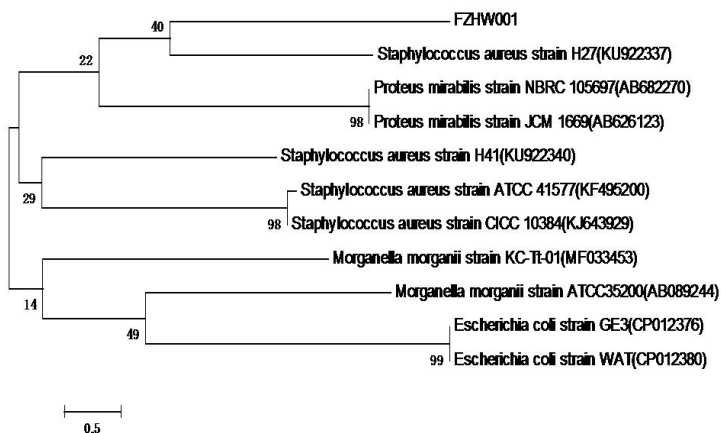 FZHW001
40
Staphylococcus aureus strain H27(KU922337)
22
Proteus mirabilis strain NBRC 105697(AB682270)
98
Proteus mirabilis strain JCM 1669(AB626123)
Staphylococcus aureus strain H41(KU922340)
29
Staphylococcus aureus strain ATCC 41577(KF495200)
98
Staphylococcus aureus strain CICC 10384(KJ643929)
Morganella morganii strain KC-Tt-01(MF033453)
14
Morganella morganii strain ATCC35200(AB089244)
49
Escherichia coli strain GE3(CP012376)
99
Escherichia coli strain WAT(CP012380)
0.5